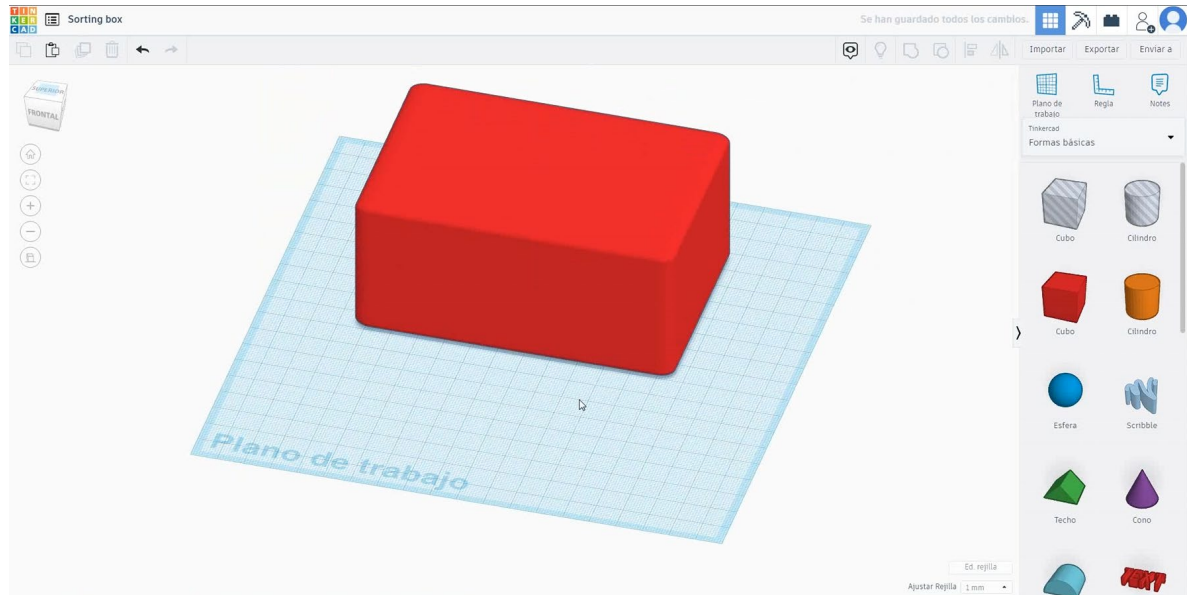 TIN
KER
CAD
Sorting box
Se han guardado todos los cambios.
Importar
Exportar
Enviar a
SUPERIOR
FRONTAL
Plano de
trabajo
Regla
Notes
Tinkercad
Formas básicas
Cubo
Cilindro
Cubo
Cilindro
Esfera
Scribble
Techo
Cono
TEXT
Plano de trabajo
Ed. rejilla
Ajustar Rejilla 1 mm